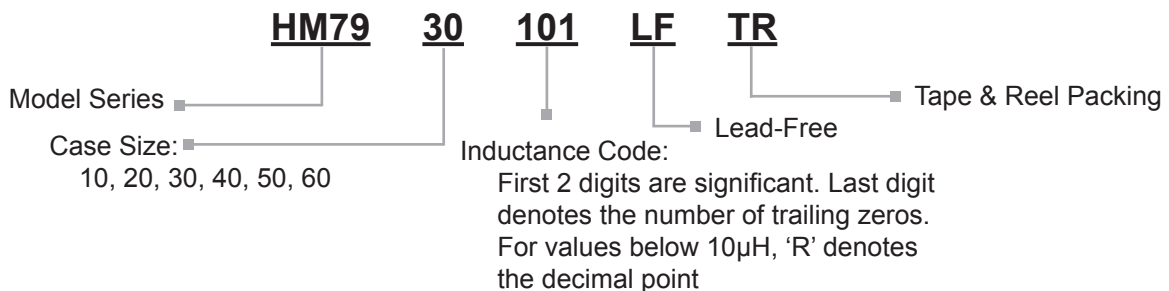 HM79 30 101 LF TR
Model Series
Tape & Reel Packing
Lead-Free
Case Size:
10, 20, 30, 40, 50, 60
Inductance Code:
First 2 digits are significant. Last digit
denotes the number of trailing zeros.
For values below 10µH, ‘R’ denotes
the decimal point